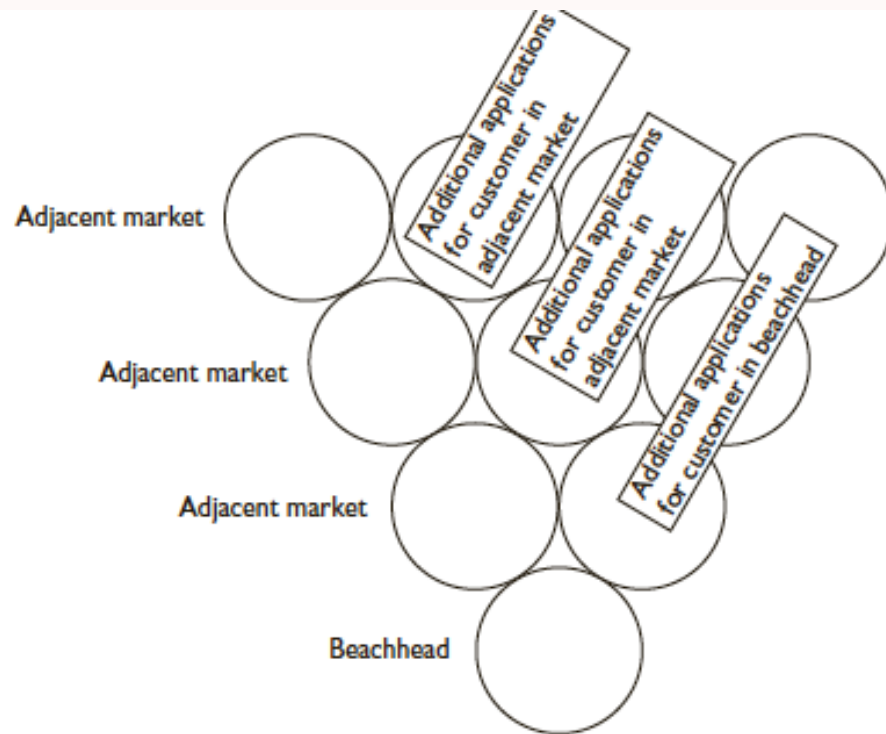 Additional applications
for customer in
adjacent market
Additional applications
for customer in
adjacent market
Adjacent market
Additional applications
for customer in beachhead
Adjacent market
Adjacent market
Beachhead